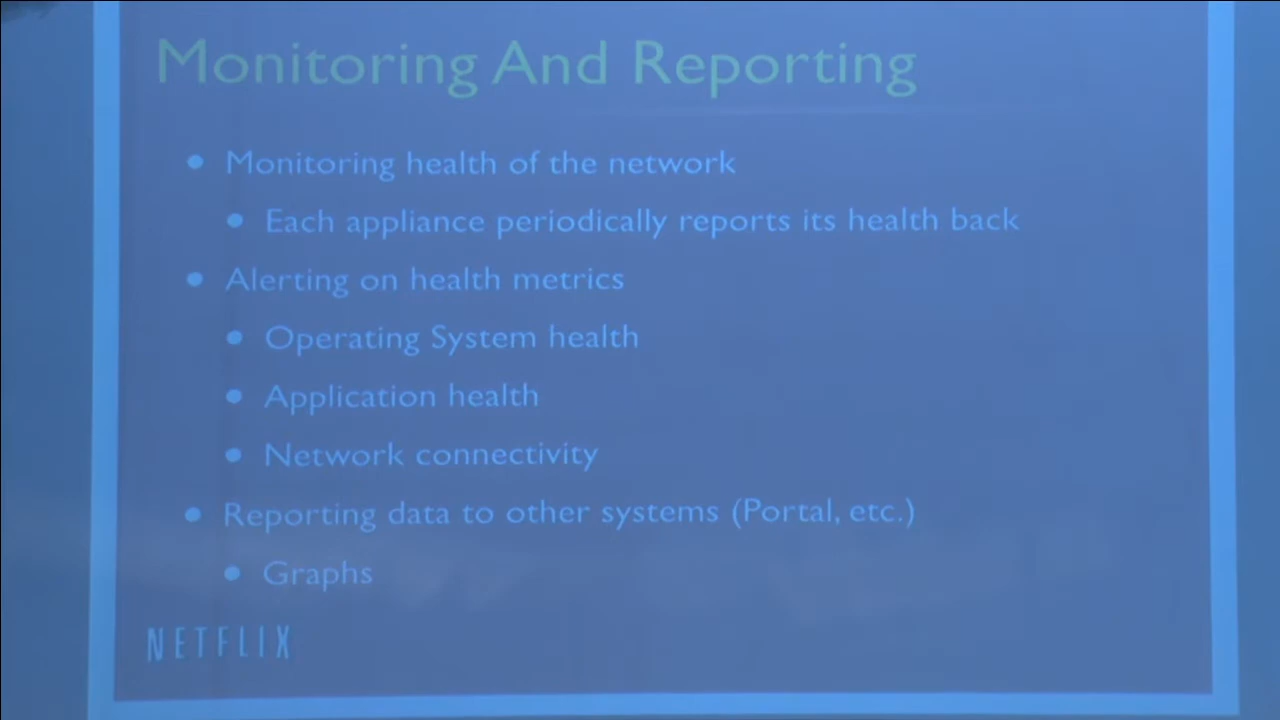 Monitoring And Reporting
Monitoring health of the network
Each appliance periodically reports its health back
Alerting on health metrics
Operating System health
Application health
Network connectivity
Reporting data to other systems (Portal, etc.)
Graphs
NETFLIX